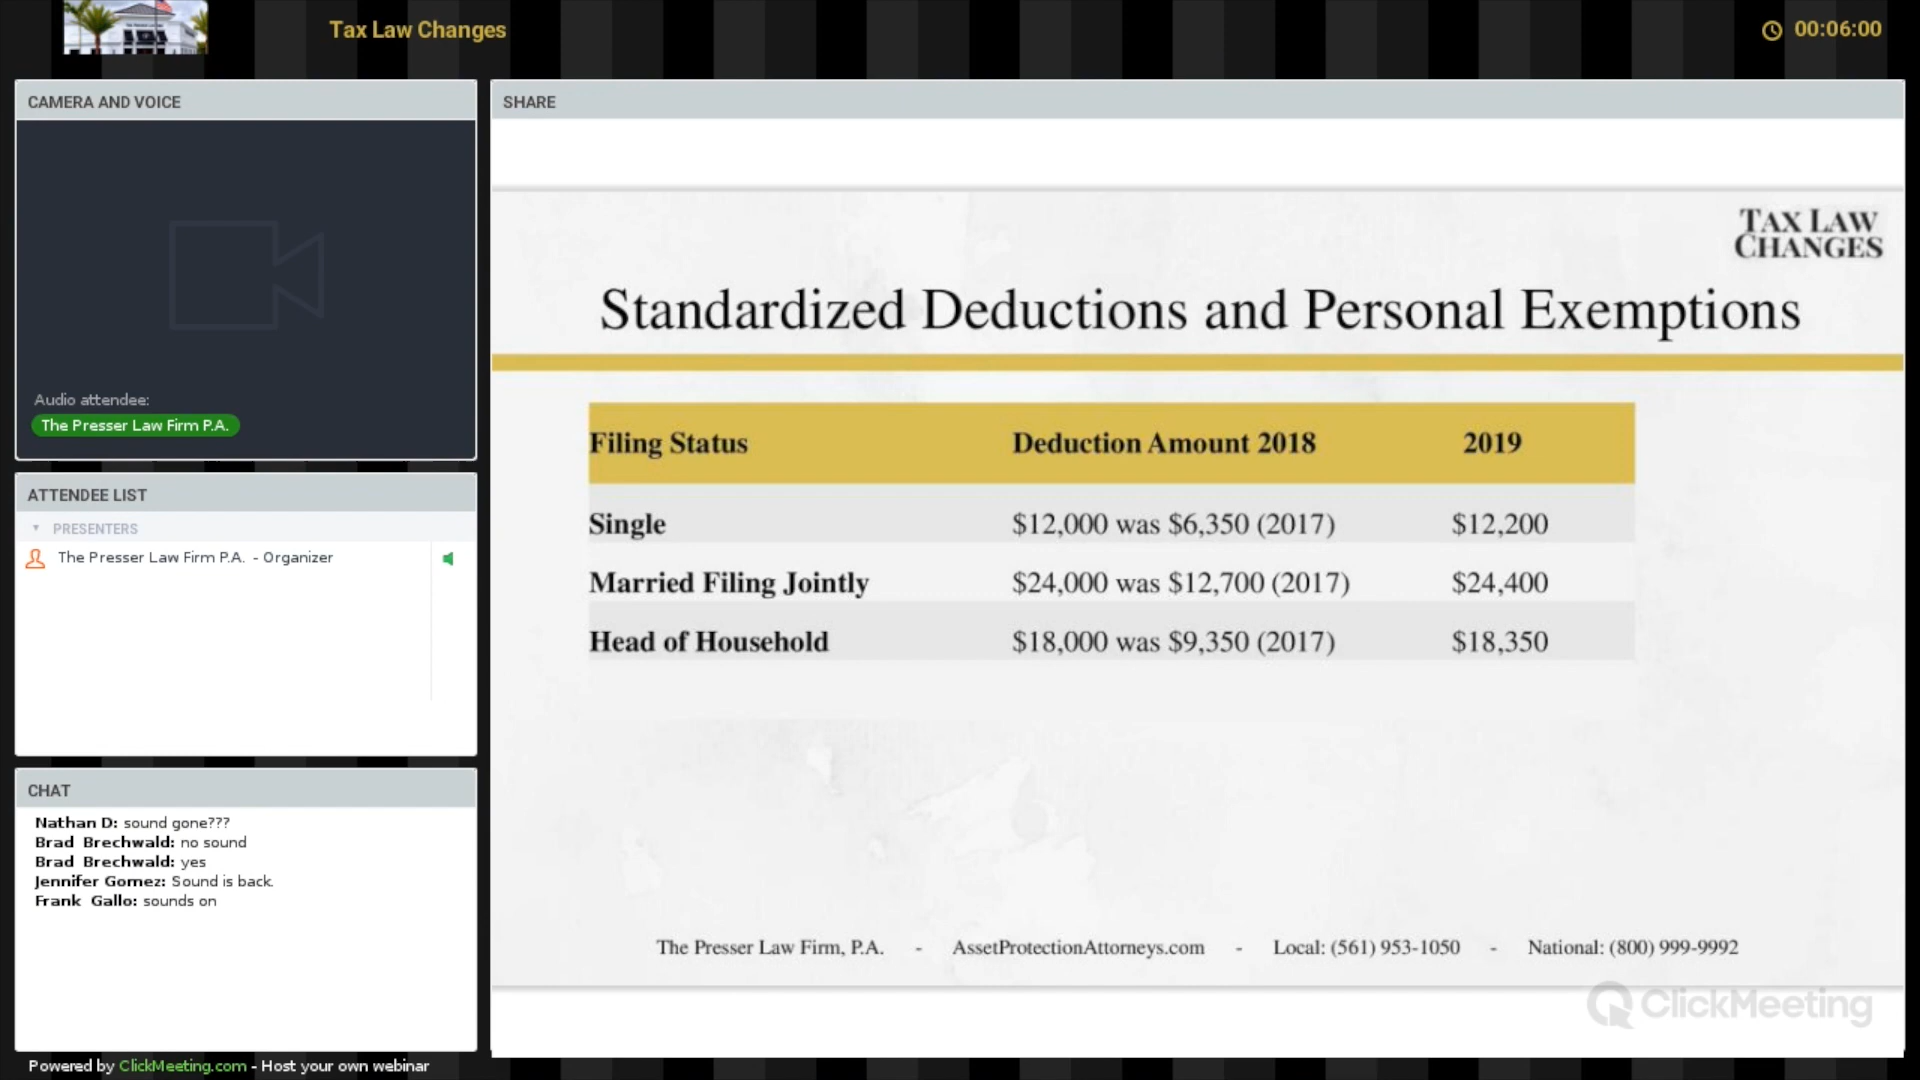 Tax Law Changes
00:06:00
CAMERA AND VOICE
Audio attendee:
The Presser Law Firm P.A.
ATTENDEE LIST
PRESENTERS
The Presser Law Firm P.A. - Organizer
CHAT
Nathan D: sound gone???
Brad Brechwald: no sound
Brad Brechwald: yes
Jennifer Gomez: Sound is back.
Frank Gallo: sounds on
Powered by ClickMeeting.com - Host your own webinar
SHARE
TAX LAW
CHANGES
Standardized Deductions and Personal Exemptions
Filing Status Deduction Amount 2018 2019
Single $12,000 was $6,350 (2017) $12,200
Married Filing Jointly $24,000 was $12,700 (2017) $24,400
Head of Household $18,000 was $9,350 (2017) $18,350
The Presser Law Firm, P.A. - AssetProtectionAttorneys.com - Local: (561) 953-1050 - National: (800) 999-9992
ClickMeeting